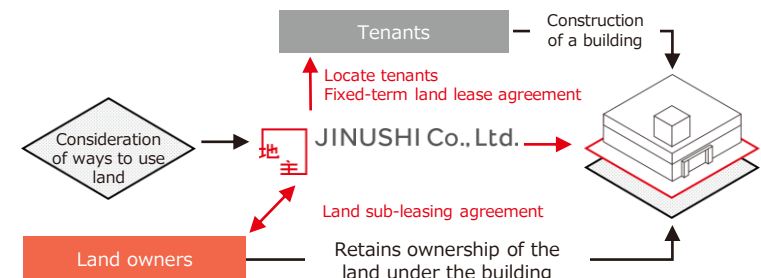 Tenants
Construction
of a building
Locate tenants
Fixed-term land lease agreement
Consideration
of ways to use
land
地主
JINUSHI Co., Ltd.
Land sub-leasing agreement
Land owners
Retains ownership of the
land under the building